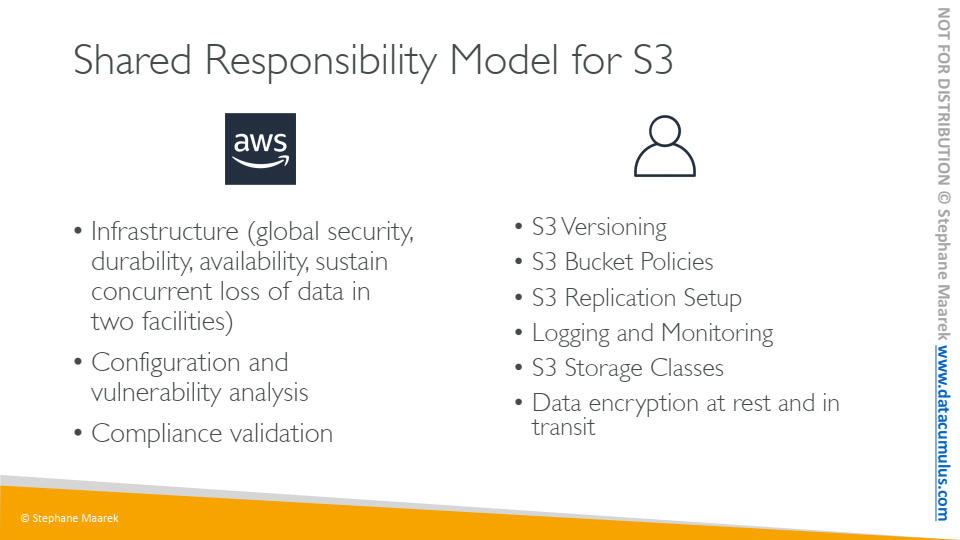 Shared Responsibility Model for S3
aws
• Infrastructure (global security,
durability, availability, sustain
concurrent loss of data in
two facilities)
• Configuration and
vulnerability analysis
• Compliance validation
• S3 Versioning
• S3 Bucket Policies
• S3 Replication Setup
• Logging and Monitoring
• S3 Storage Classes
• Data encryption at rest and in
transit
NOT FOR DISTRIBUTION © Stephane Maarek www.datacumulus.com
© Stephane Maarek